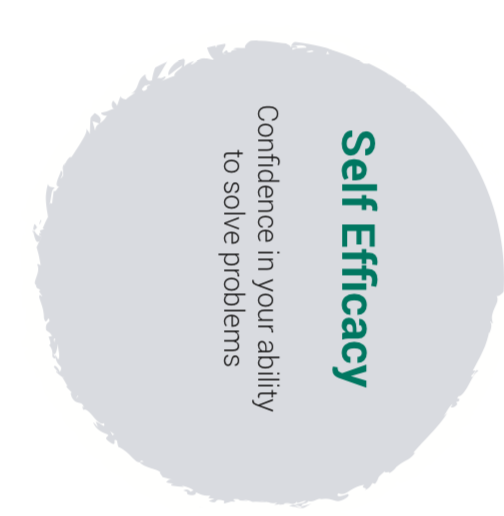 Self Efficacy
Confidence in your ability
to solve problems